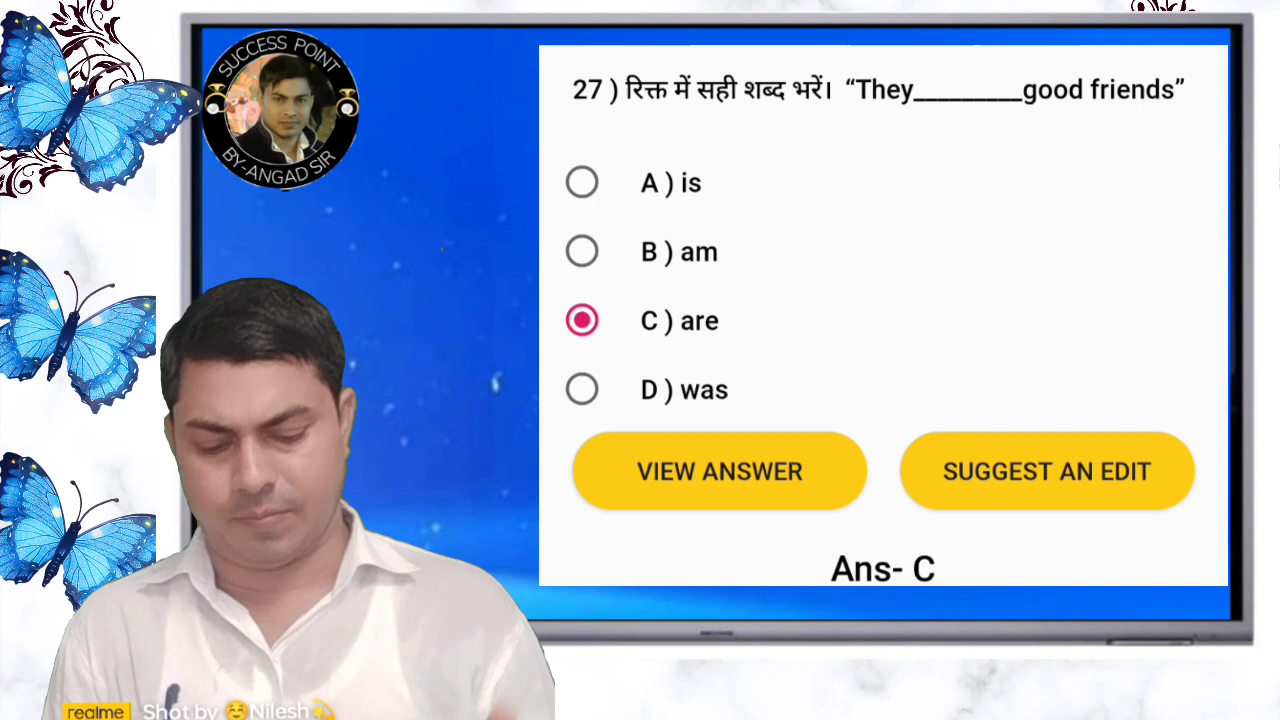 SUCCESS POINT
BY-ANGAD SIR
27 ) रिक्त में सही शब्द भरें। “They_________good friends”
A ) is
B ) am
C ) are
D ) was
VIEW ANSWER
SUGGEST AN EDIT
Ans- C
realme Shot by ☺️Nilesh💫